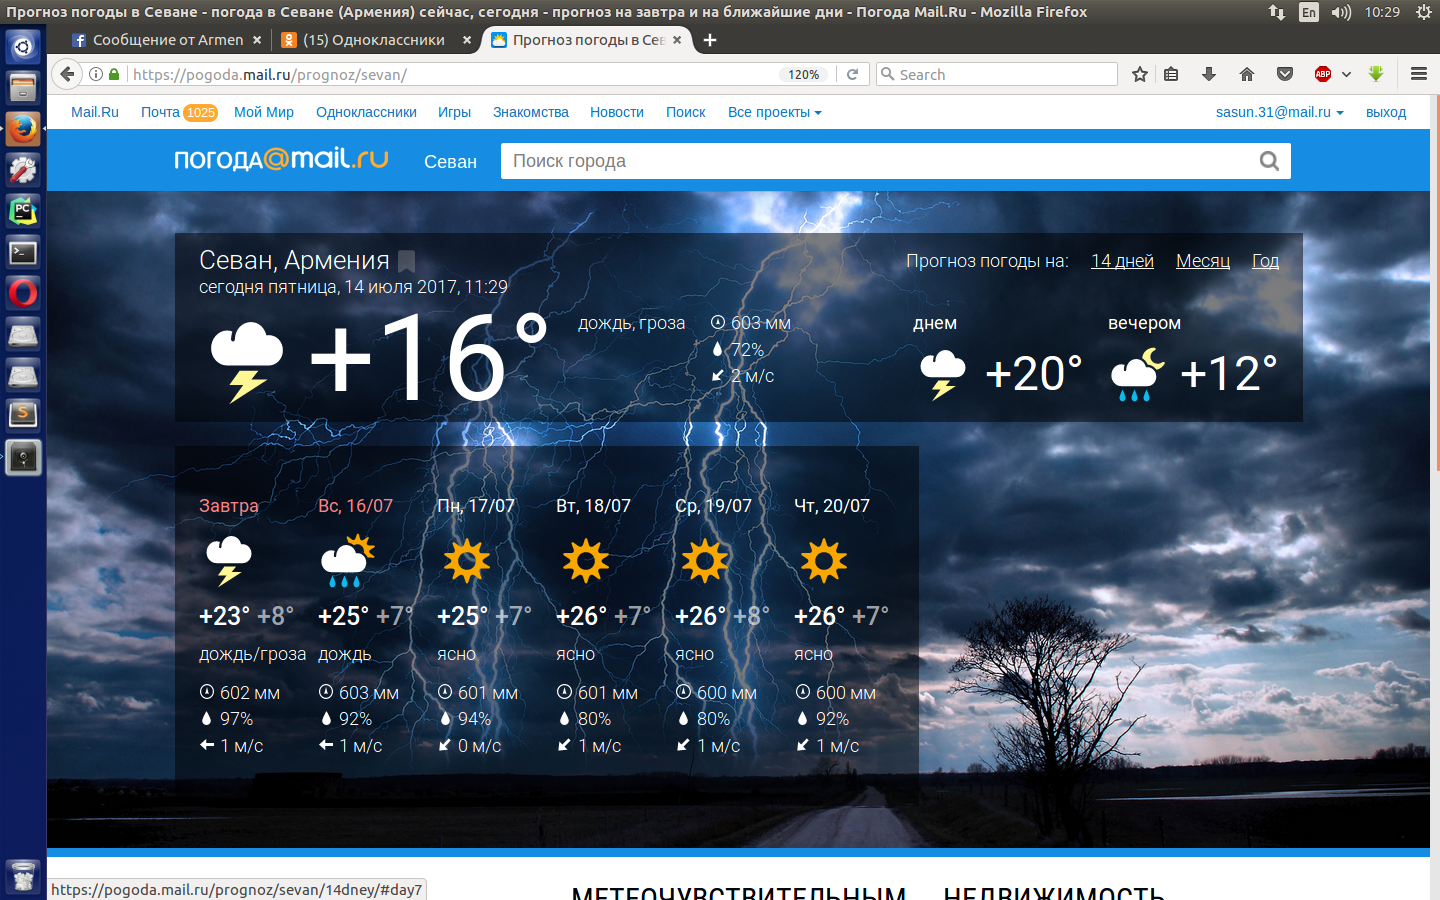 Прогноз погоды в Севане - погода в Севане (Армения) сейчас, сегодня - прогноз на завтра и на ближайшие дни - Погода Mail.Ru - Mozilla Firefox
En 10:29
Сообщение от Armen
(15) Одноклассники
Прогноз погоды в Сев
https://pogoda.mail.ru/prognoz/sevan/
120%
Search
ABP
Mail.Ru Почта 1025 Мой Мир Одноклассники Игры Знакомства Новости Поиск Все проекты
sasun.31@mail.ru выход
ПОГОДА@mail.ru Севан Поиск города
Севан, Армения
сегодня пятница, 14 июля 2017, 11:29
Прогноз погоды на: 14 дней Месяц Год
+16°
дождь, гроза
603 мм
72%
2 м/с
днем
+20°
вечером
+12°
Завтра Вс, 16/07 Пн, 17/07 Вт, 18/07 Ср, 19/07 Чт, 20/07
+23° +8° +25° +7° +25° +7° +26° +7° +26° +8° +26° +7°
дождь/гроза дождь ясно ясно ясно ясно
602 мм 603 мм 601 мм 601 мм 600 мм 600 мм
97% 92% 94% 80% 80% 92%
1 м/с 1 м/с 0 м/с 1 м/с 1 м/с 1 м/с
https://pogoda.mail.ru/prognoz/sevan/14dney/#day7
МЕТЕОЧУВСТВИТЕЛЬНЫМ НЕДВИЖИМОСТЬ